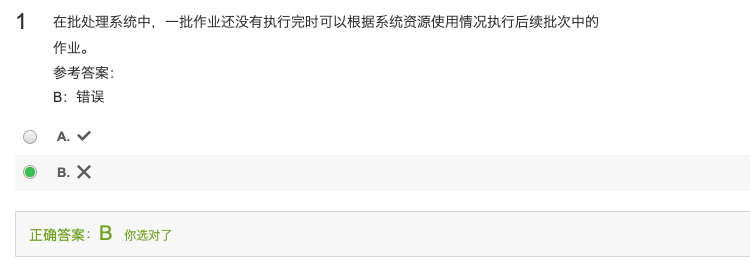 1 在批处理系统中，一批作业还没有执行完时可以根据系统资源使用情况执行后续批次中的
作业。
参考答案：
B：错误
A. ✔
B. ✕
正确答案：B 你选对了